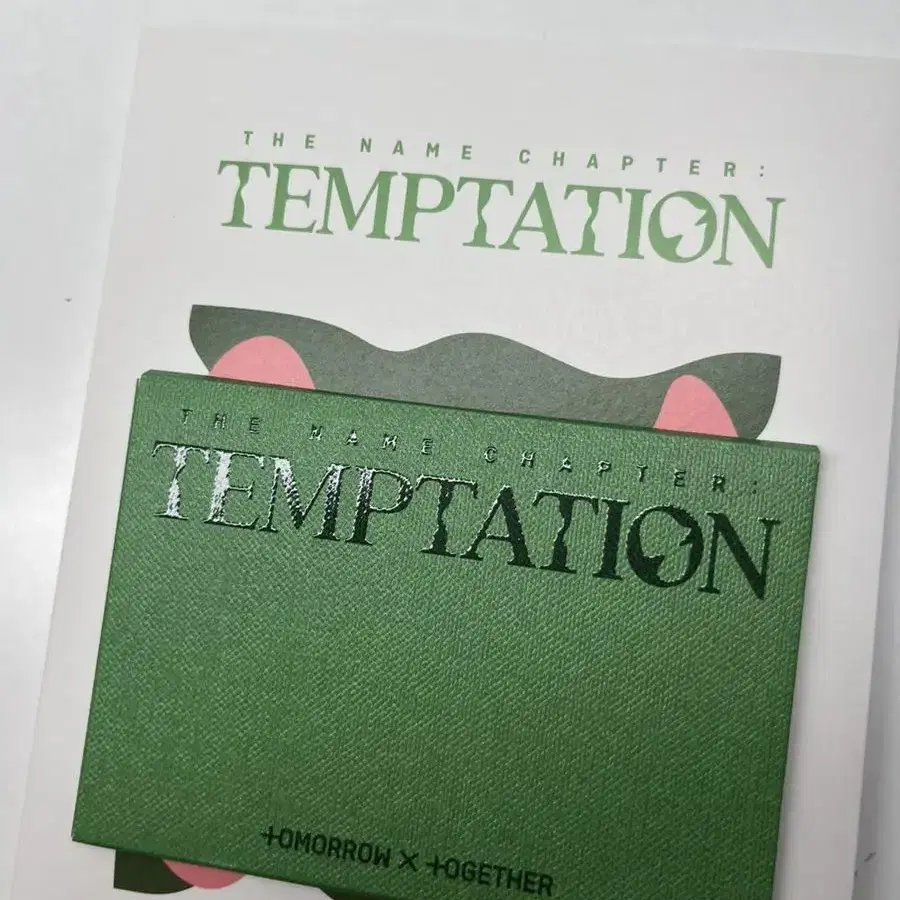 THE NAME CHAPTER:
TEMPTATION
THE NAME CHAPTER:
TEMPTATION
TOMORROW X TOGETHER